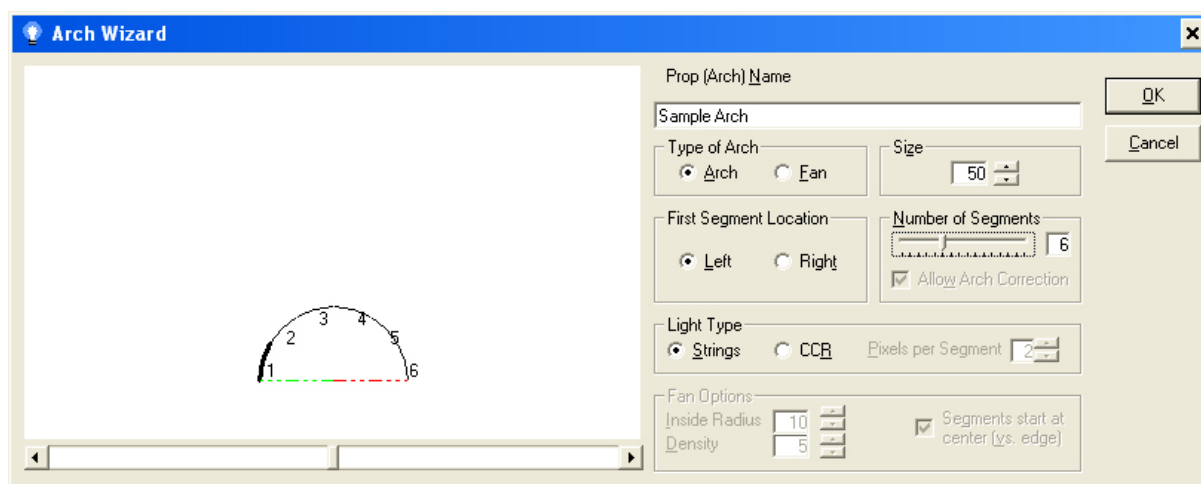 Arch Wizard
Prop (Arch) Name
Sample Arch
OK
Cancel
Type of Arch
Arch Fan
Size
50
First Segment Location
Left Right
Number of Segments
6
Allow Arch Correction
Light Type
Strings CCR Pixels per Segment 2
Fan Options
Inside Radius 10
Density 5
Segments start at
center (vs. edge)
1 2 3 4 5 6